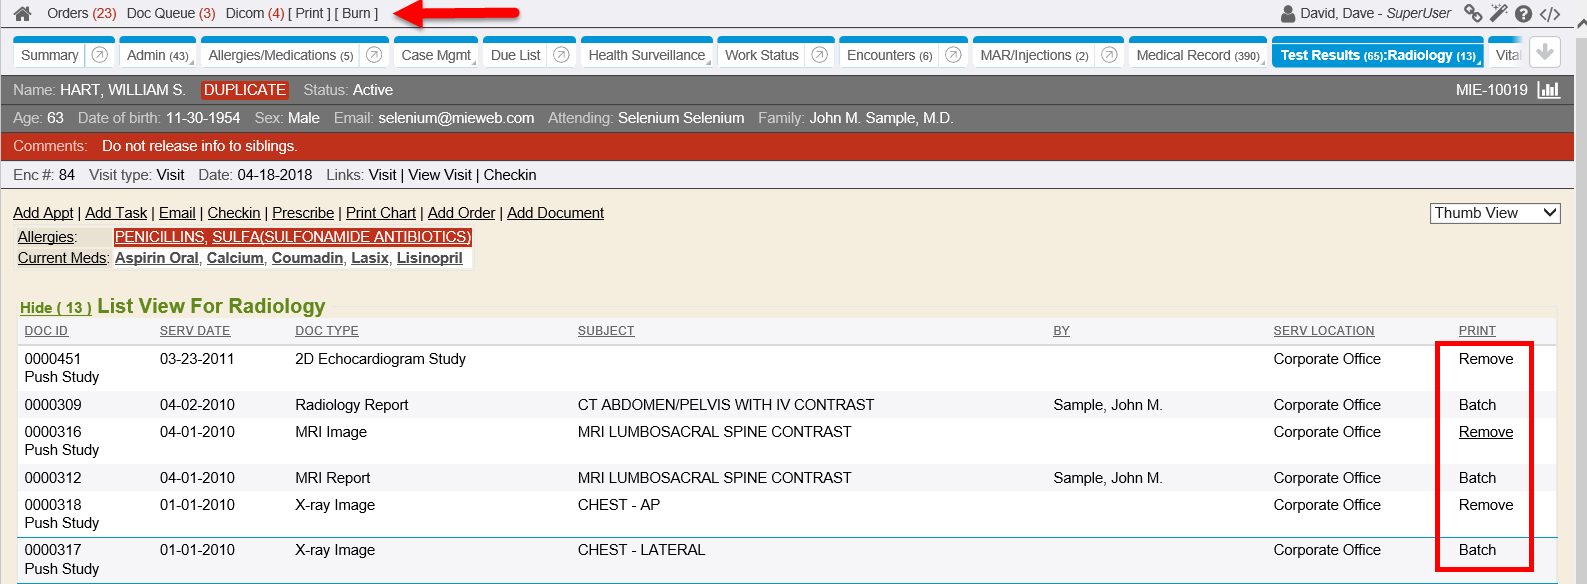 Orders (23) Doc Queue (3) Dicom (4) [ Print ] [ Burn ] David, Dave - SuperUser
Summary Admin (43) Allergies/Medications (5) Case Mgmt Due List Health Surveillance Work Status Encounters (6) MAR/Injections (2) Medical Record (390) Test Results (65):Radiology (13) Vital
Name: HART, WILLIAM S. DUPLICATE Status: Active MIE-10019
Age: 63 Date of birth: 11-30-1954 Sex: Male Email: selenium@mieweb.com Attending: Selenium Selenium Family: John M. Sample, M.D.
Comments: Do not release info to siblings.
Enc #: 84 Visit type: Visit Date: 04-18-2018 Links: Visit | View Visit | Checkin
Add Appt | Add Task | Email | Checkin | Prescribe | Print Chart | Add Order | Add Document Thumb View
Allergies: PENICILLINS, SULFA(SULFONAMIDE ANTIBIOTICS)
Current Meds: Aspirin Oral, Calcium, Coumadin, Lasix, Lisinopril
Hide ( 13 ) List View For Radiology
DOC ID SERV DATE DOC TYPE SUBJECT BY SERV LOCATION PRINT
0000451 03-23-2011 2D Echocardiogram Study Corporate Office Remove
Push Study
0000309 04-02-2010 Radiology Report CT ABDOMEN/PELVIS WITH IV CONTRAST Sample, John M. Corporate Office Batch
0000316 04-01-2010 MRI Image MRI LUMBOSACRAL SPINE CONTRAST Corporate Office Remove
Push Study
0000312 04-01-2010 MRI Report MRI LUMBOSACRAL SPINE CONTRAST Sample, John M. Corporate Office Batch
0000318 01-01-2010 X-ray Image CHEST - AP Corporate Office Remove
Push Study
0000317 01-01-2010 X-ray Image CHEST - LATERAL Corporate Office Batch
Push Study